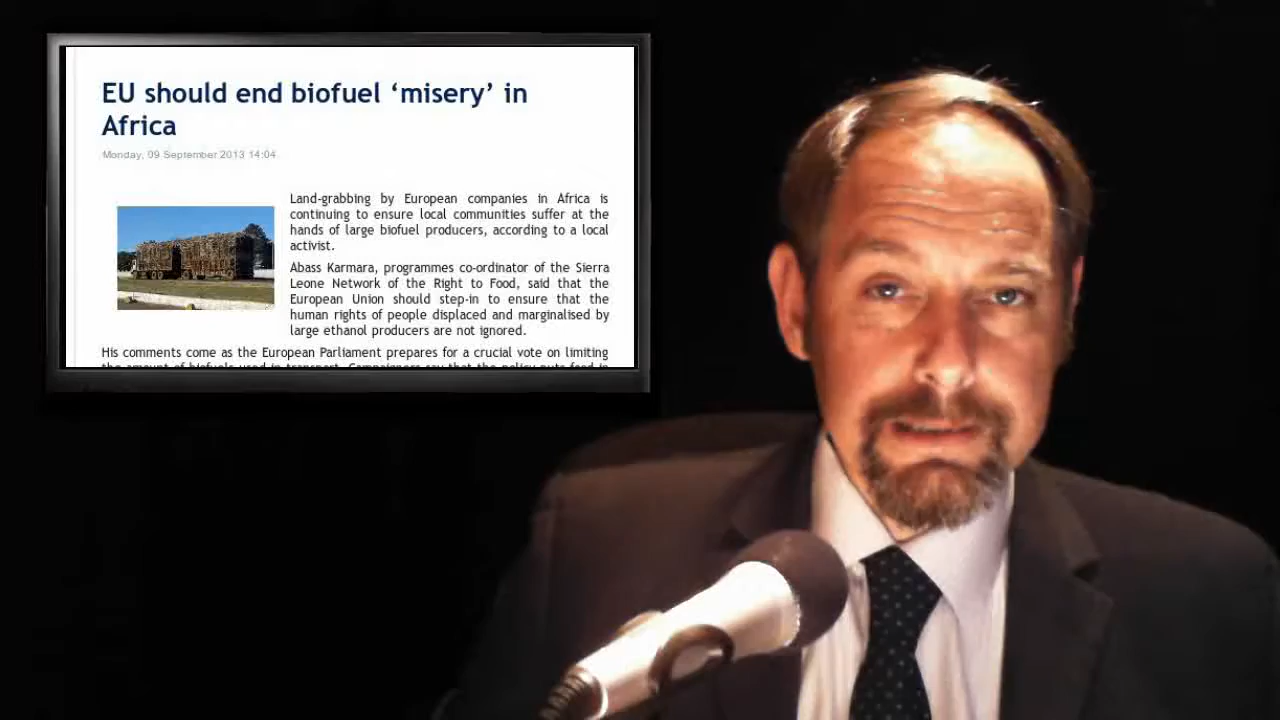 EU should end biofuel ‘misery’ in
Africa
Monday, 09 September 2013 14:04
Land-grabbing by European companies in Africa is
continuing to ensure local communities suffer at the
hands of large biofuel producers, according to a local
activist.
Abass Karmara, programmes co-ordinator of the Sierra
Leone Network of the Right to Food, said that the
European Union should step-in to ensure that the
human rights of people displaced and marginalised by
large ethanol producers are not ignored.
His comments come as the European Parliament prepares for a crucial vote on limiting